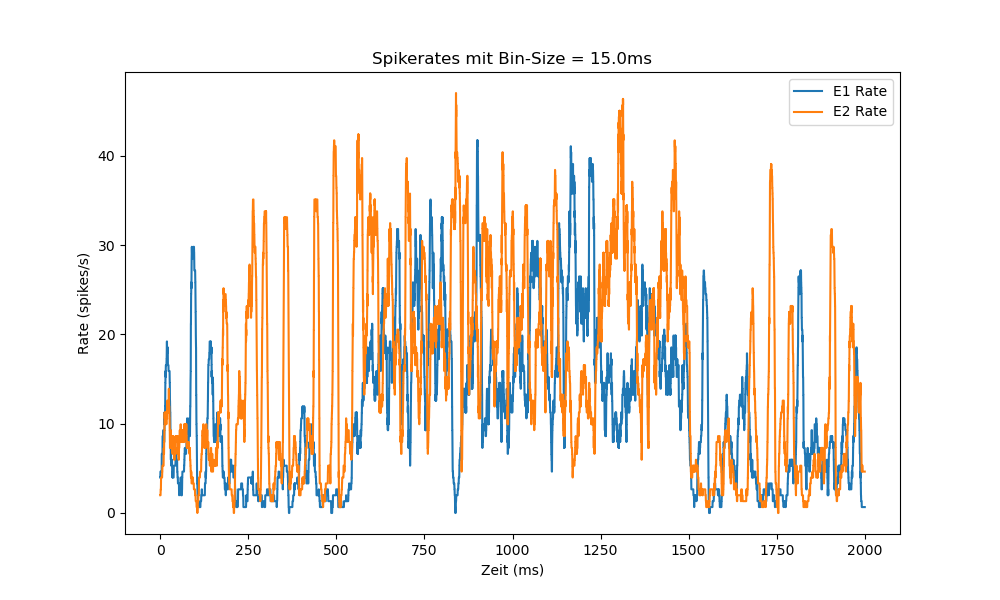 Spikerates mit Bin-Size = 15.0ms
E1 Rate
E2 Rate
Rate (spikes/s)
40
30
20
10
0
0 250 500 750 1000 1250 1500 1750 2000
Zeit (ms)